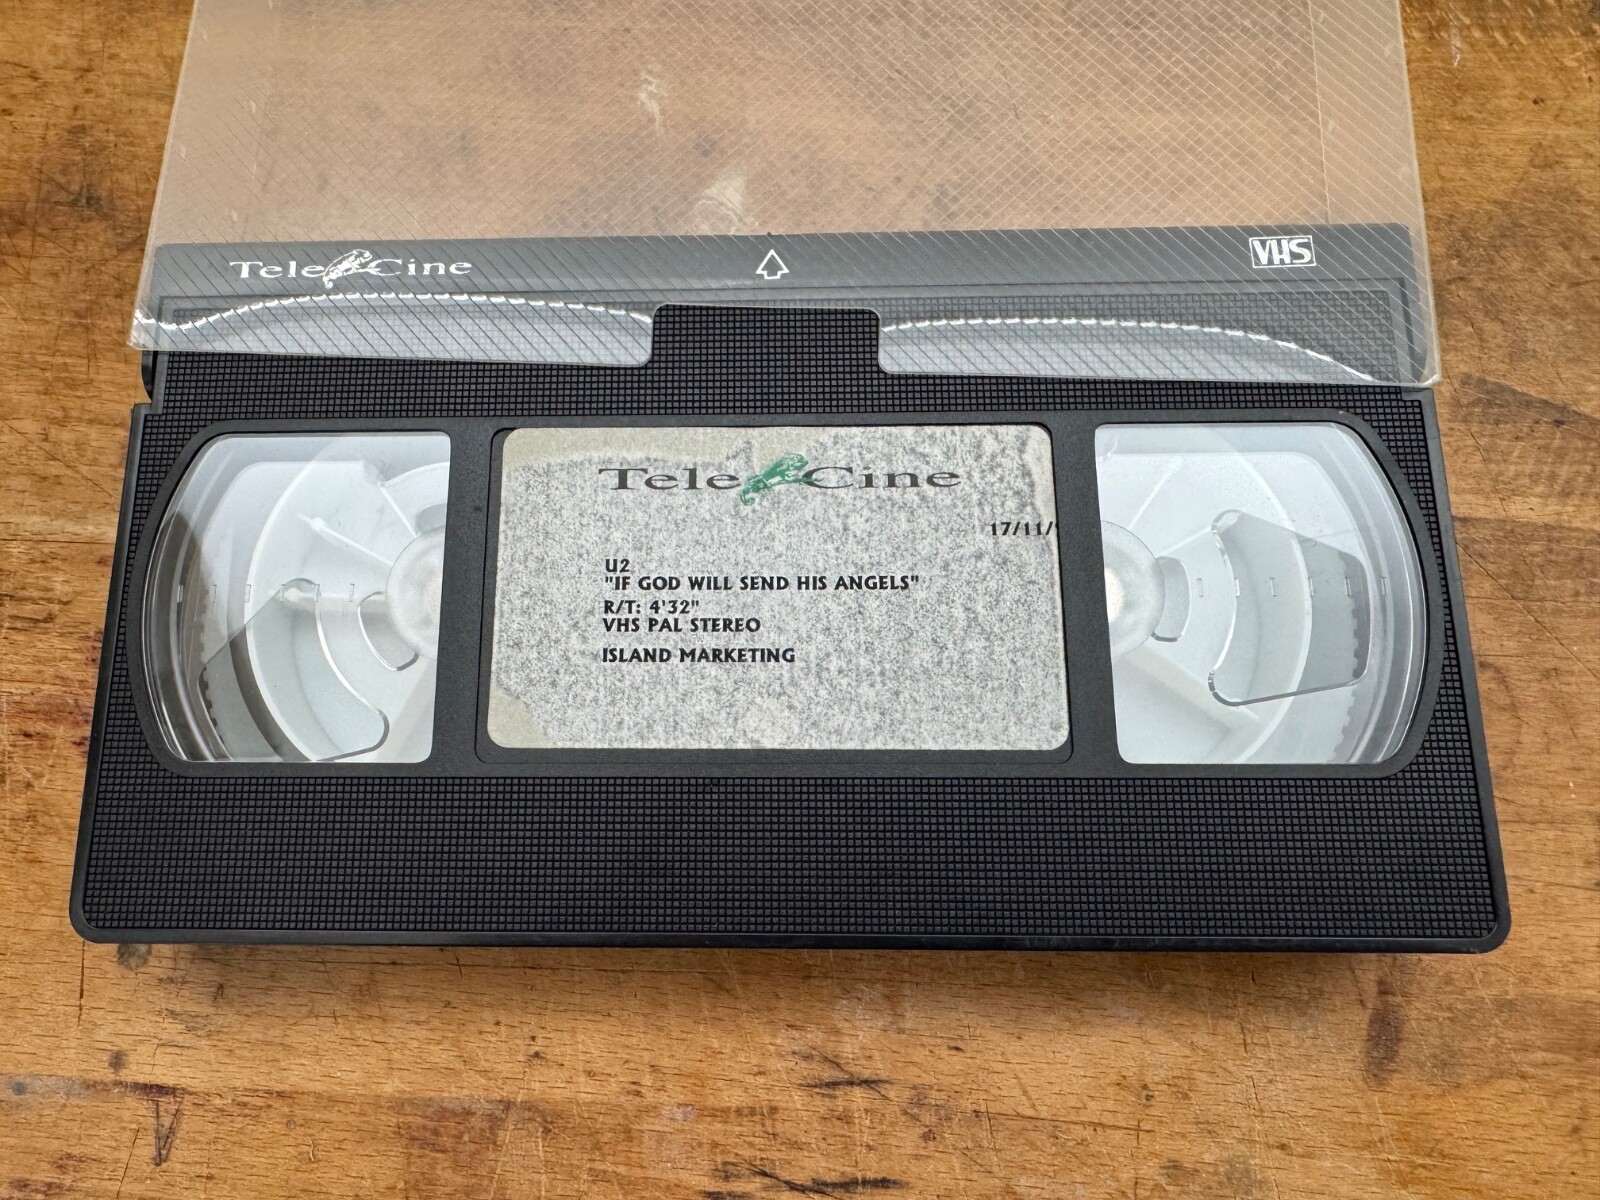 Tele Cine
VHS
Tele Cine
17/11/
U2
"IF GOD WILL SEND HIS ANGELS"
R/T: 4'32"
VHS PAL STEREO
ISLAND MARKETING